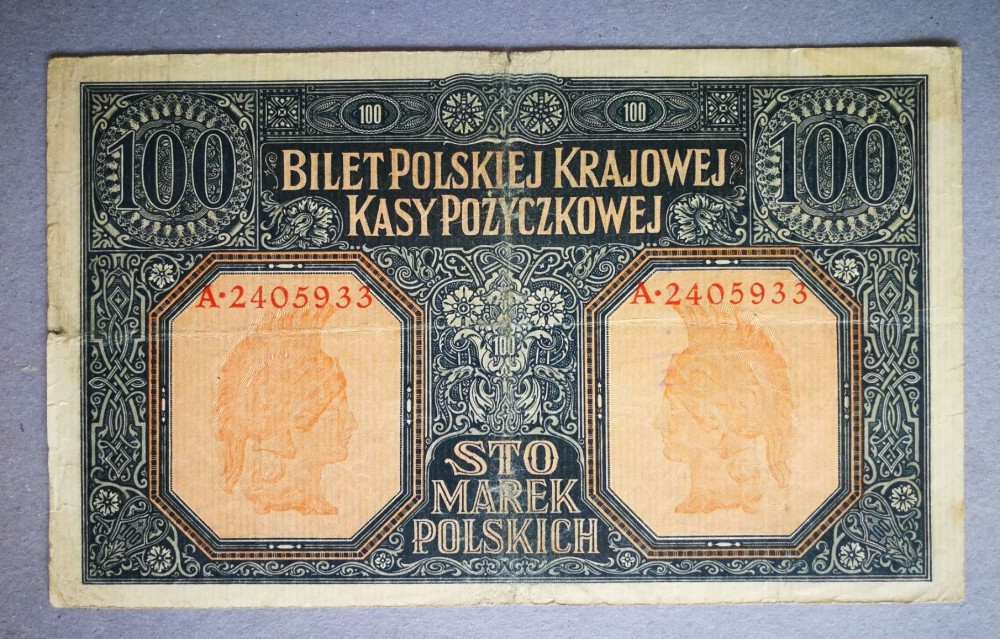 100 100
100 100
BILET POLSKIEJ KRAJOWEJ
KASY POŻYCZKOWEJ
A·2405933 A·2405933
100
STO
MAREK
POLSKICH